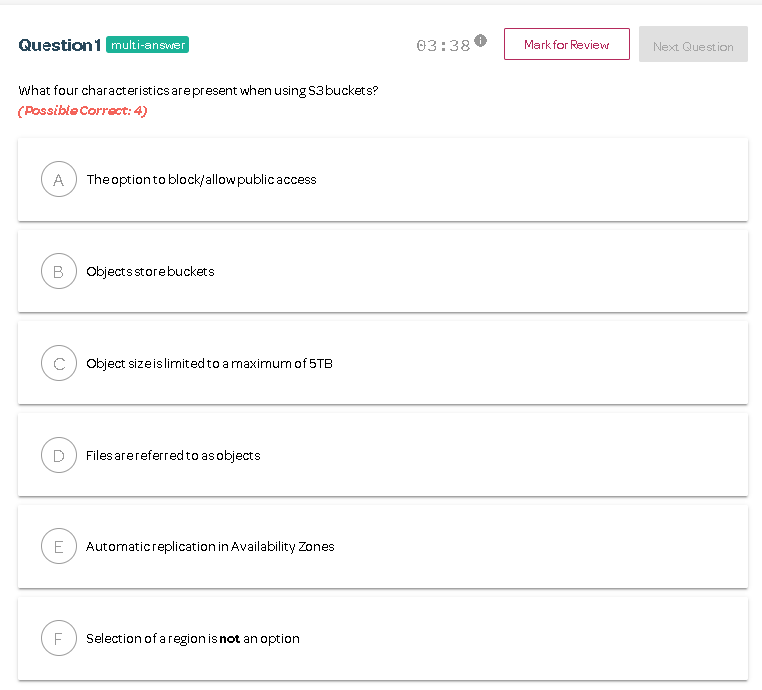 Question 1 multi-answer 03:38 i Mark for Review Next Question
What four characteristics are present when using S3 buckets?
(Possible Correct: 4)
A The option to block/allow public access
B Objects store buckets
C Object size is limited to a maximum of 5TB
D Files are referred to as objects
E Automatic replication in Availability Zones
F Selection of a region is not an option